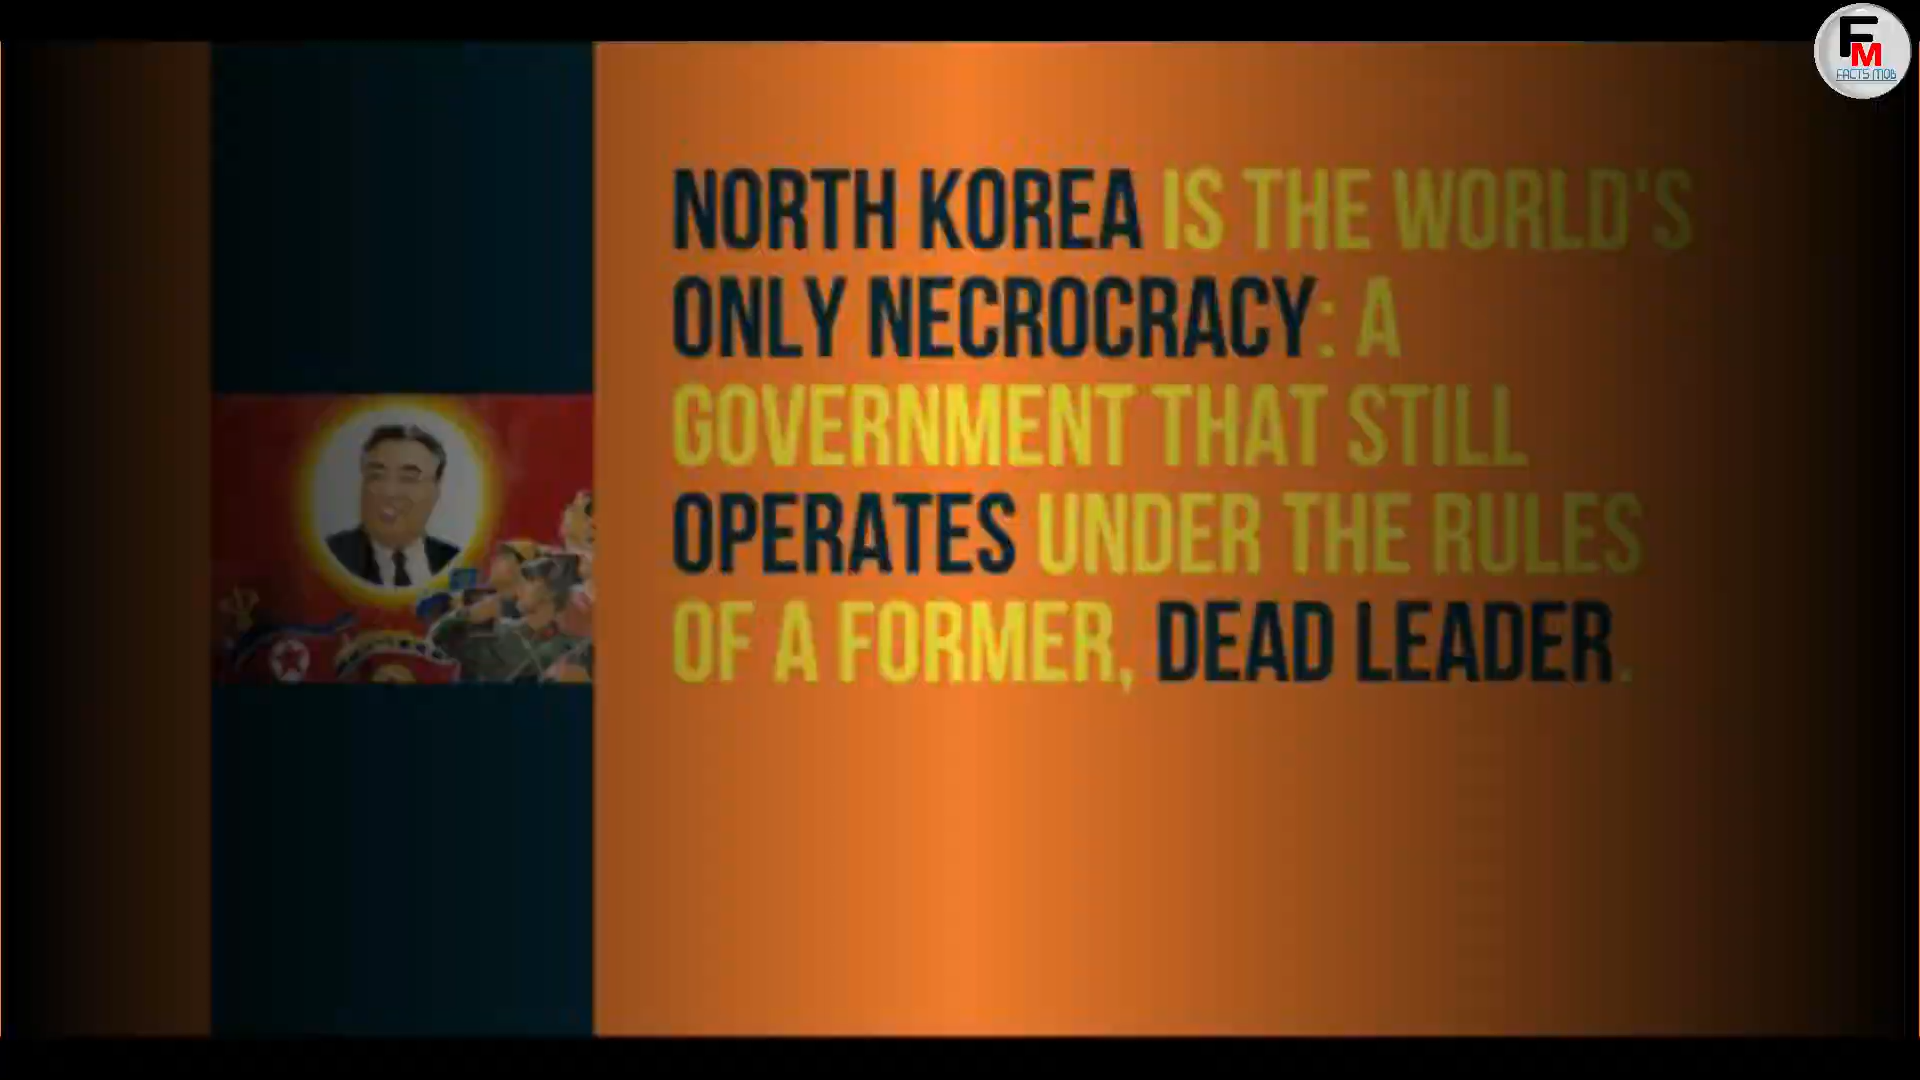 FM
FACTS MOB
NORTH KOREA IS THE WORLD'S
ONLY NECROCRACY: A
GOVERNMENT THAT STILL
OPERATES UNDER THE RULES
OF A FORMER, DEAD LEADER.